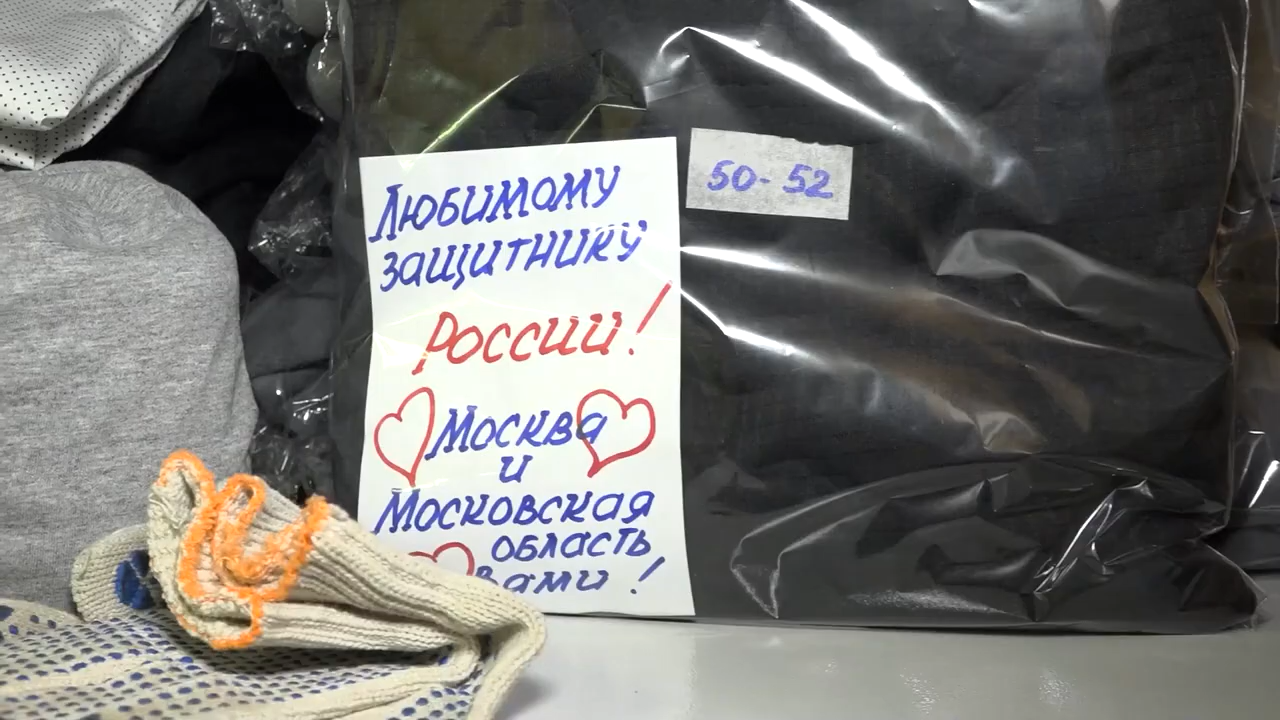 Любимому
защитнику
России!
50-52
Москва
и
Московская
область
вами!